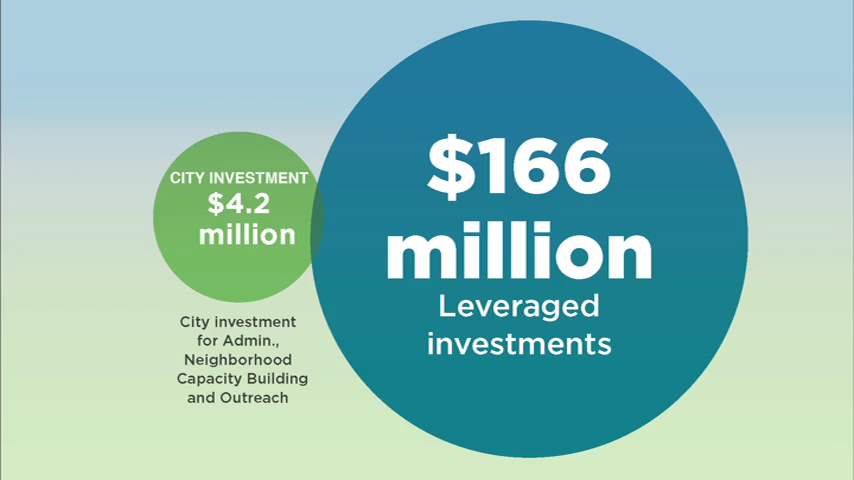 CITY INVESTMENT
$4.2
million
City investment
for Admin.,
Neighborhood
Capacity Building
and Outreach
$166
million
Leveraged
investments